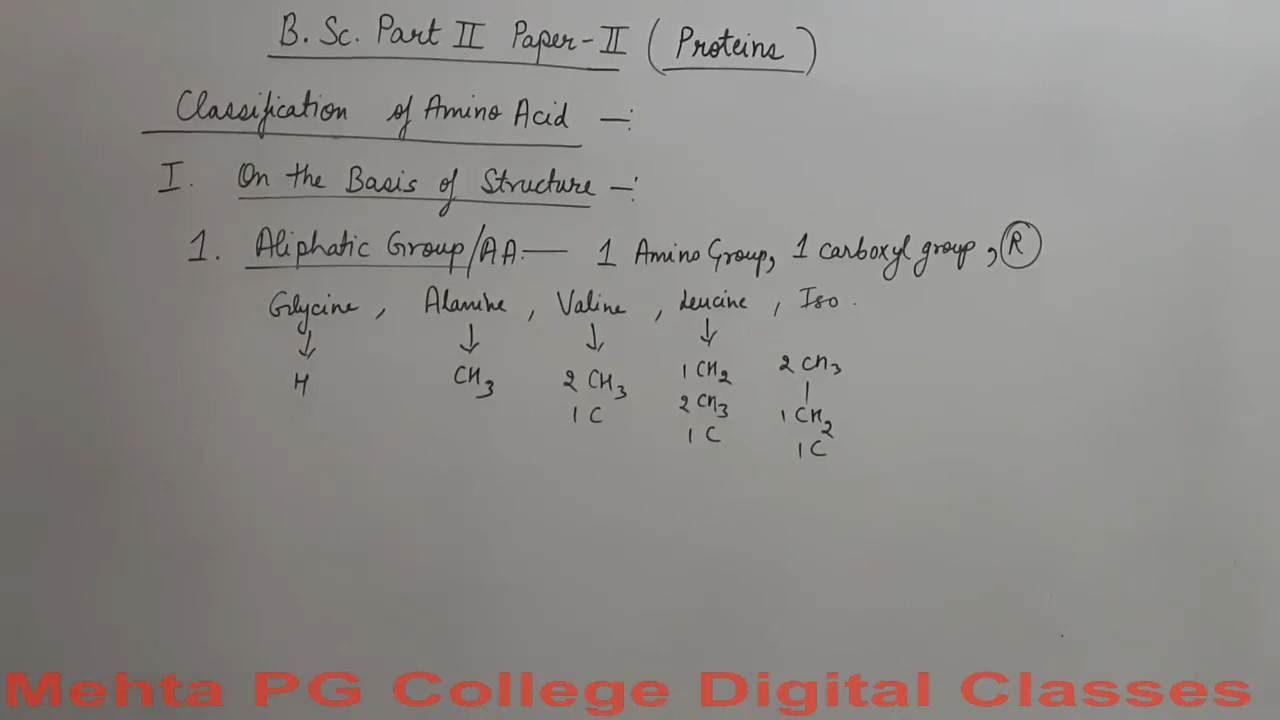 B. Sc. Part II Paper-II (Proteins)
Classification of Amino Acid —:
I. On the Basis of Structure —:
1. Aliphatic Group/AA.— 1 Amino Group, 1 carboxyl group, R
Glycine, Alanine, Valine, Leucine, Iso.
↓ ↓ ↓ ↓
H CH3 2 CH3 1 CH2 2 CH3
1 C 2 CH3 1 CH2
1 C 1 C
Mehta PG College Digital Classes